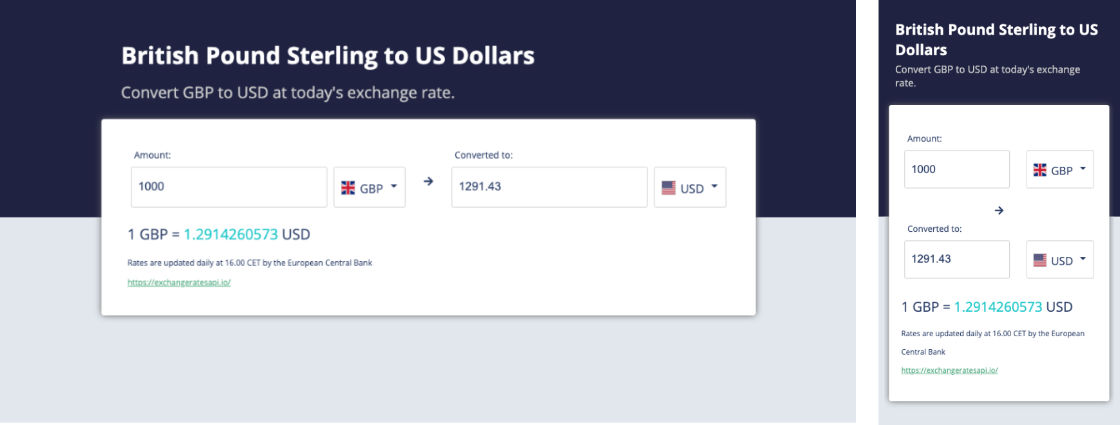 British Pound Sterling to US Dollars
Convert GBP to USD at today's exchange rate.
Amount:
Converted to:
1000
GBP
1291.43
USD
1 GBP = 1.2914260573 USD
Rates are updated daily at 16.00 CET by the European Central Bank
https://exchangeratesapi.io/
British Pound Sterling to US
Dollars
Convert GBP to USD at today's exchange
rate.
Amount:
1000
GBP
Converted to:
1291.43
USD
1 GBP = 1.2914260573 USD
Rates are updated daily at 16.00 CET by the European
Central Bank
https://exchangeratesapi.io/